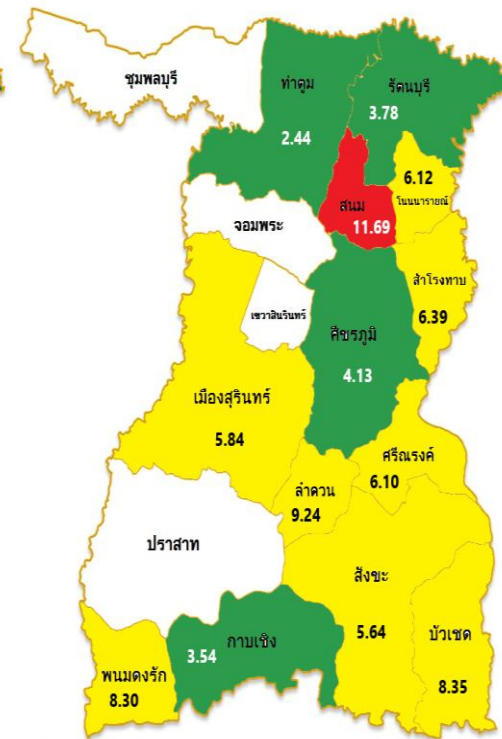 ชุมพลบุรี
ท่าตูม
2.44
รัตนบุรี
3.78
6.12
โนนนารายณ์
สนม
11.69
จอมพระ
สำโรงทาบ
6.39
เขวาสินรินทร์
ศีขรภูมิ
4.13
เมืองสุรินทร์
5.84
ศรีณรงค์
6.10
ลำดวน
9.24
ปราสาท
สังขะ
5.64
บัวเชด
8.35
กาบเชิง
3.54
พนมดงรัก
8.30